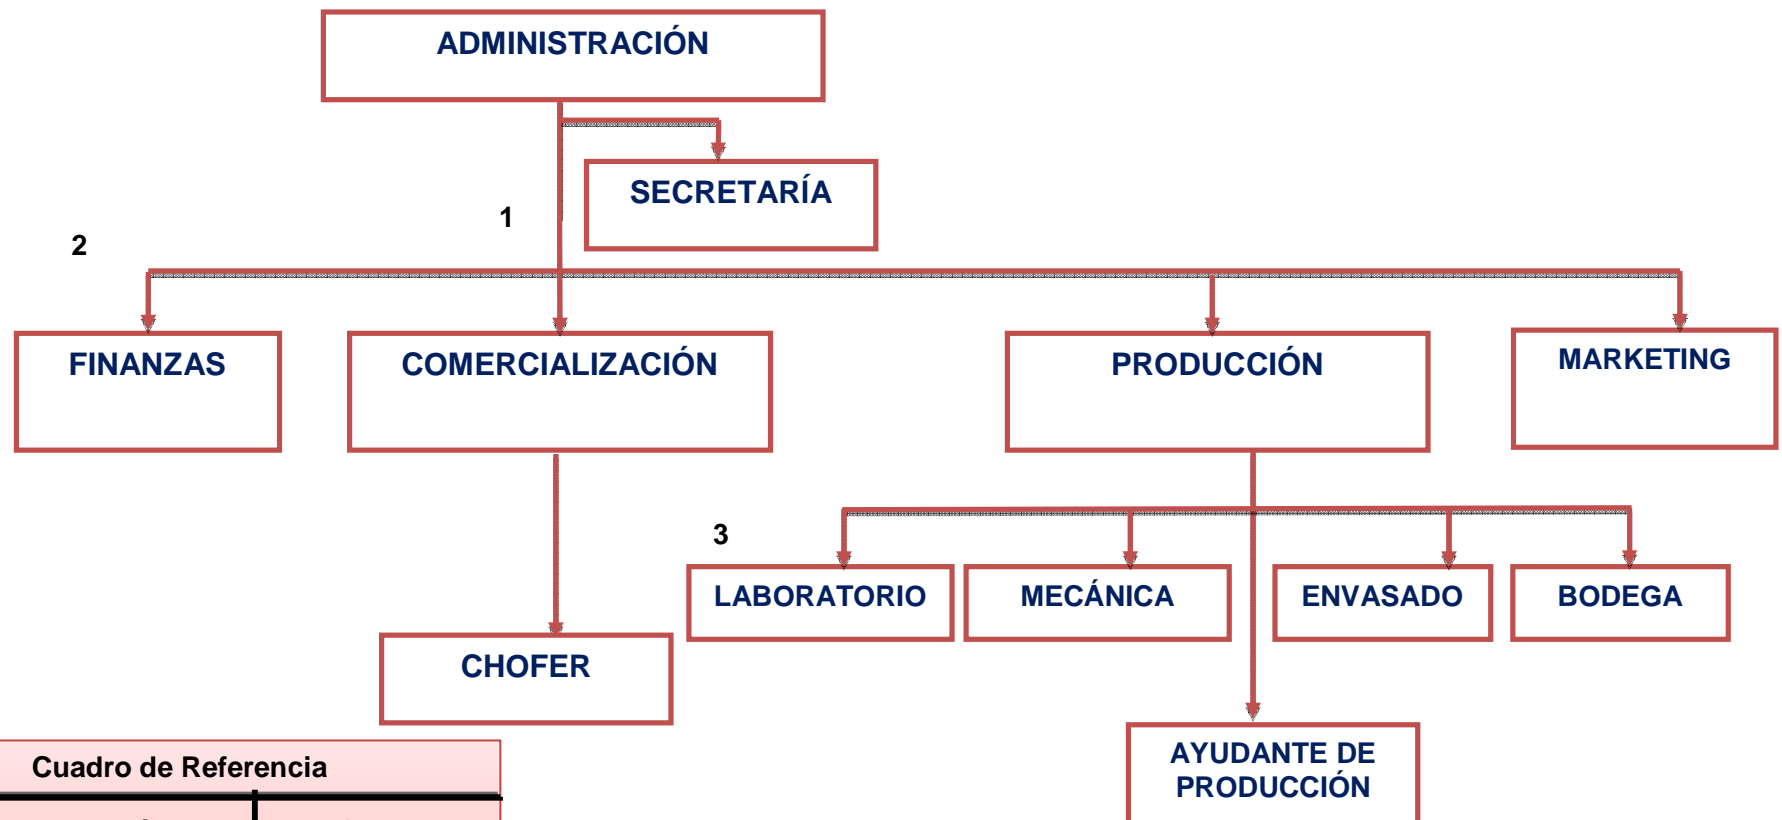 ADMINISTRACIÓN
SECRETARÍA
1
2
FINANZAS
COMERCIALIZACIÓN
PRODUCCIÓN
MARKETING
3
LABORATORIO
MECÁNICA
ENVASADO
BODEGA
CHOFER
AYUDANTE DE
PRODUCCIÓN
Cuadro de Referencia